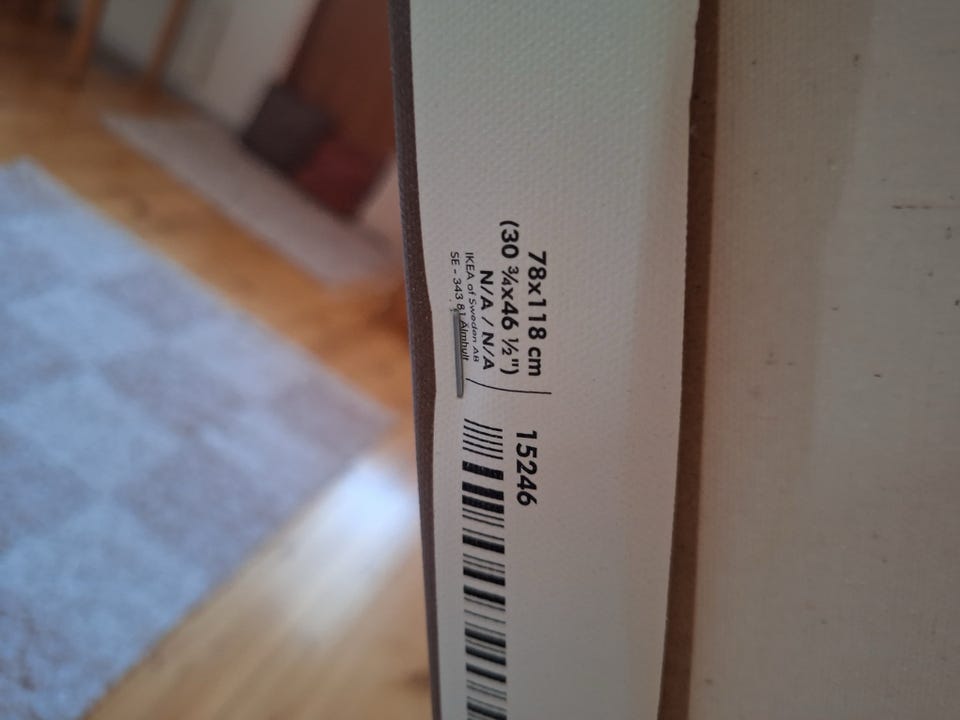 78x118 cm
(30 ¾x46 ½")
N/A / N/A
IKEA of Sweden AB
SE - 343 81 Älmhult
15246